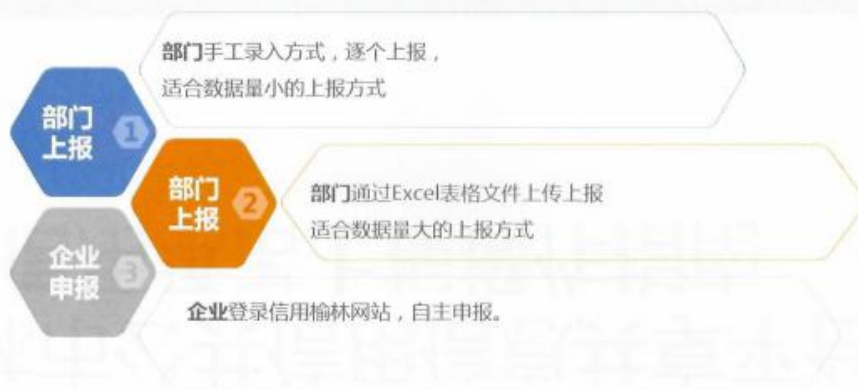 部门
上报
1
部门手工录入方式，逐个上报，
适合数据量小的上报方式
部门
上报
2
部门通过Excel表格文件上传上报
适合数据量大的上报方式
企业
申报
3
企业登录信用榆林网站，自主申报。